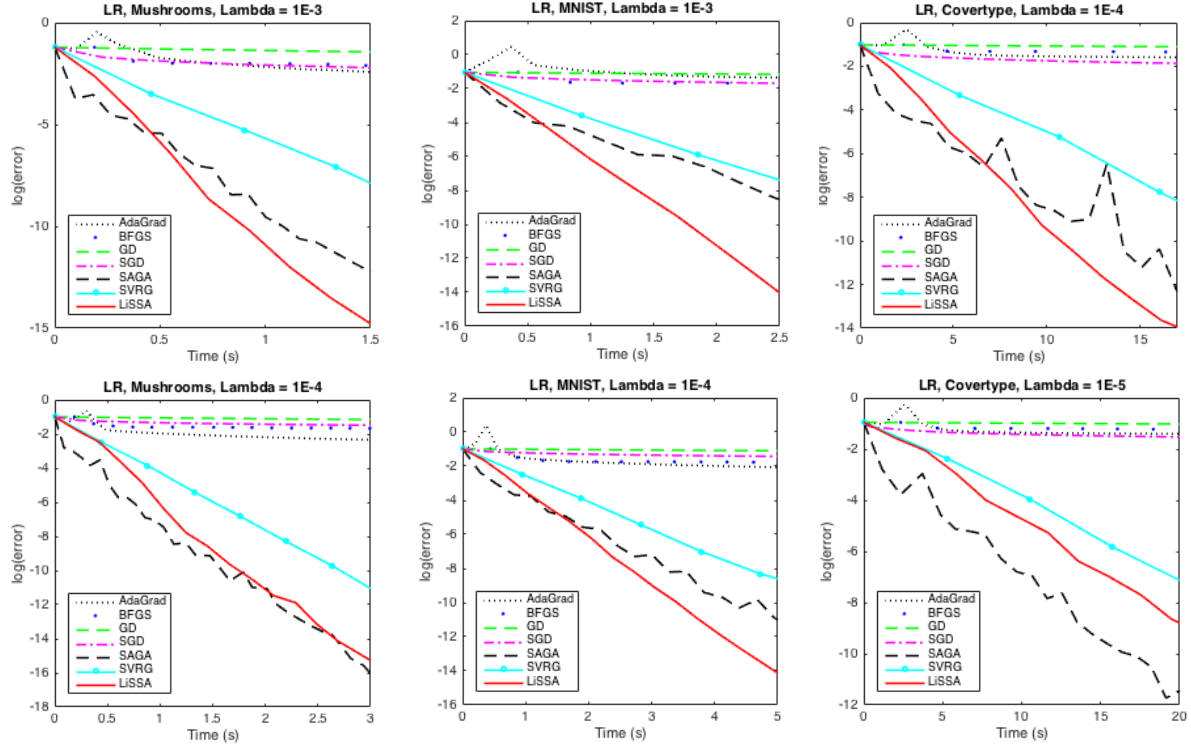 LR, Mushrooms, Lambda = 1E-3
0
-5
-10
-15
log(error)
AdaGrad
BFGS
GD
SGD
SAGA
SVRG
LiSSA
0
0.5
1
1.5
Time (s)
LR, MNIST, Lambda = 1E-3
2
0
-2
-4
-6
-8
-10
-12
-14
-16
log(error)
AdaGrad
BFGS
GD
SGD
SAGA
SVRG
LiSSA
0
0.5
1
1.5
2
2.5
Time (s)
LR, Covertype, Lambda = 1E-4
0
-2
-4
-6
-8
-10
-12
-14
log(error)
AdaGrad
BFGS
GD
SGD
SAGA
SVRG
LiSSA
0
5
10
15
Time (s)
LR, Mushrooms, Lambda = 1E-4
0
-2
-4
-6
-8
-10
-12
-14
-16
-18
log(error)
AdaGrad
BFGS
GD
SGD
SAGA
SVRG
LiSSA
0
0.5
1
1.5
2
2.5
3
Time (s)
LR, MNIST, Lambda = 1E-4
2
0
-2
-4
-6
-8
-10
-12
-14
-16
log(error)
AdaGrad
BFGS
GD
SGD
SAGA
SVRG
LiSSA
0
1
2
3
4
5
Time (s)
LR, Covertype, Lambda = 1E-5
0
-2
-4
-6
-8
-10
-12
log(error)
AdaGrad
BFGS
GD
SGD
SAGA
SVRG
LiSSA
0
5
10
15
20
Time (s)